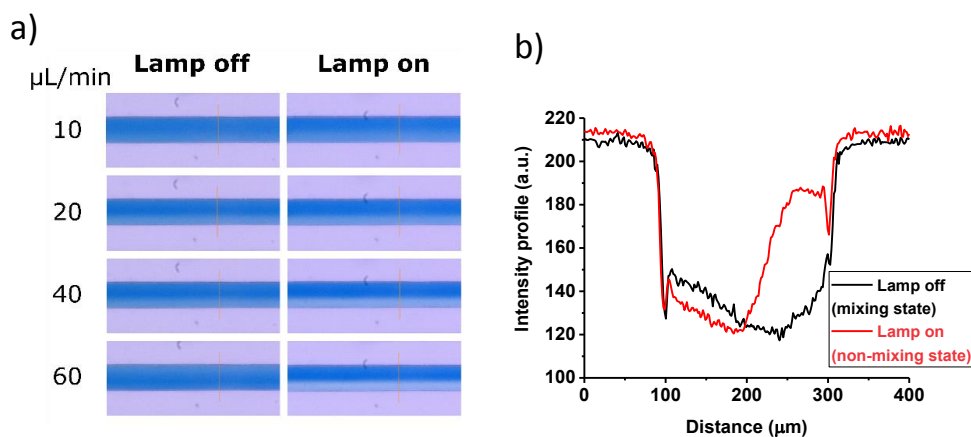 a)
µL/min
Lamp off
Lamp on
10
20
40
60
b)
Intensity profile (a.u.)
220
200
180
160
140
120
100
0
100
200
300
400
Distance (µm)
Lamp off
(mixing state)
Lamp on
(non-mixing state)